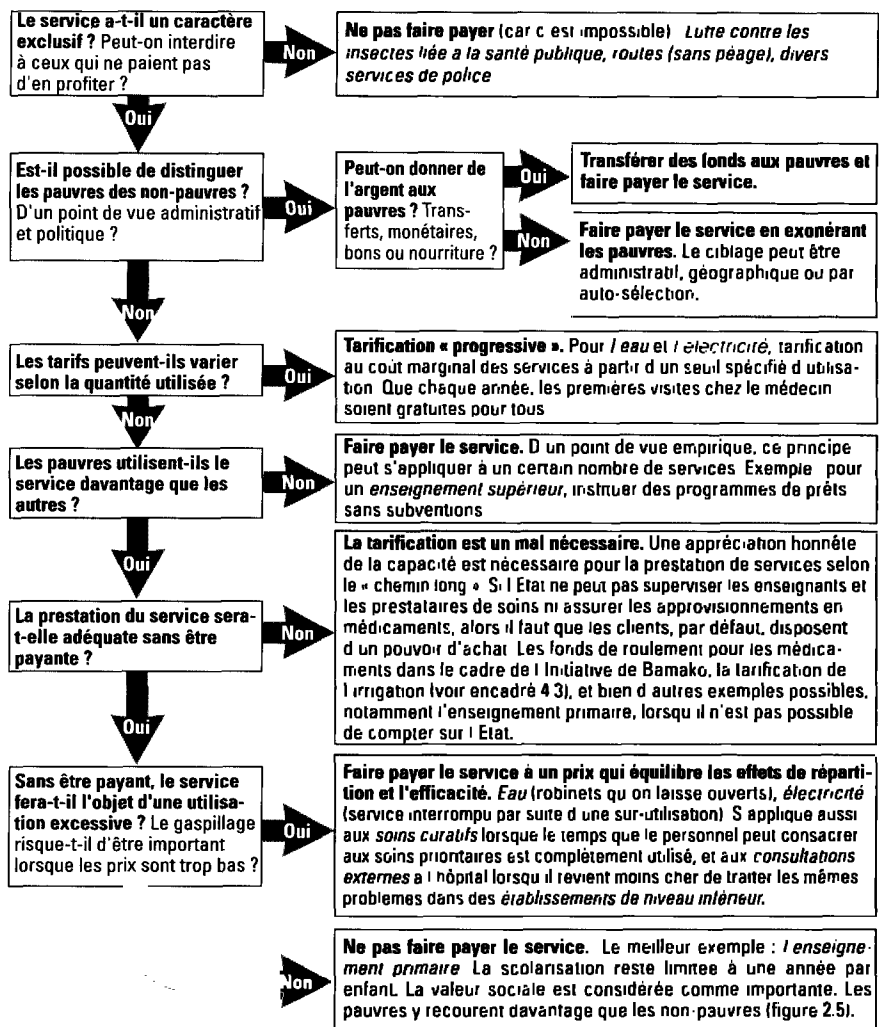 Le service a-t-il un caractère
exclusif ? Peut-on interdire
à ceux qui ne paient pas
d'en profiter ?
Non
Ne pas faire payer (car c est impossible) Lutte contre les
insectes liée a la santé publique, routes (sans péage), divers
services de police
Oui
Est-il possible de distinguer
les pauvres des non-pauvres ?
D'un point de vue administratif
et politique ?
Oui
Peut-on donner de
l'argent aux
pauvres ? Trans-
ferts, monétaires,
bons ou nourriture ?
Oui
Transférer des fonds aux pauvres et
faire payer le service.
Non
Faire payer le service en exonérant
les pauvres. Le ciblage peut être
administratif, géographique ou par
auto-sélection.
Non
Les tarifs peuvent-ils varier
selon la quantité utilisée ?
Oui
Tarification « progressive ». Pour l eau et l électricité, tarification
au coût marginal des services à partir d un seuil spécifié d utilisa-
tion Que chaque année, les premières visites chez le médecin
soient gratuites pour tous
Non
Les pauvres utilisent-ils le
service davantage que les
autres ?
Non
Faire payer le service. D un point de vue empirique, ce principe
peut s'appliquer à un certain nombre de services Exemple pour
un enseignement supérieur, instituer des programmes de prêts
sans subventions
Oui
La prestation du service sera-
t-elle adéquate sans être
payante ?
Non
La tarification est un mal nécessaire. Une appréciation honnête
de la capacité est nécessaire pour la prestation de services selon
le « chemin long » Si l Etat ne peut pas superviser les enseignants et
les prestataires de soins ni assurer les approvisionnements en
médicaments, alors il faut que les clients, par défaut, disposent
d un pouvoir d'achat Les fonds de roulement pour les médica-
ments dans le cadre de l Initiative de Bamako, la tarification de
l irrigation (voir encadré 4 3), et bien d autres exemples possibles,
notamment l'enseignement primaire, lorsqu il n'est pas possible
de compter sur l Etat.
Oui
Sans être payant, le service
fera-t-il l'objet d'une utilisa-
tion excessive ? Le gaspillage
risque-t-il d'être important
lorsque les prix sont trop bas ?
Oui
Faire payer le service à un prix qui équilibre les effets de réparti-
tion et l'efficacité. Eau (robinets qu on laisse ouverts), électricité
(service interrompu par suite d une sur-utilisation) S applique aussi
aux soins curatifs lorsque le temps que le personnel peut consacrer
aux soins prioritaires est complètement utilisé, et aux consultations
externes a l hôpital lorsqu il revient moins cher de traiter les mêmes
problèmes dans des établissements de niveau inférieur.
Non
Ne pas faire payer le service. Le meilleur exemple : l enseigne-
ment primaire La scolarisation reste limitee à une année par
enfant. La valeur sociale est considérée comme importante. Les
pauvres y recourent davantage que les non-pauvres (figure 2.5).